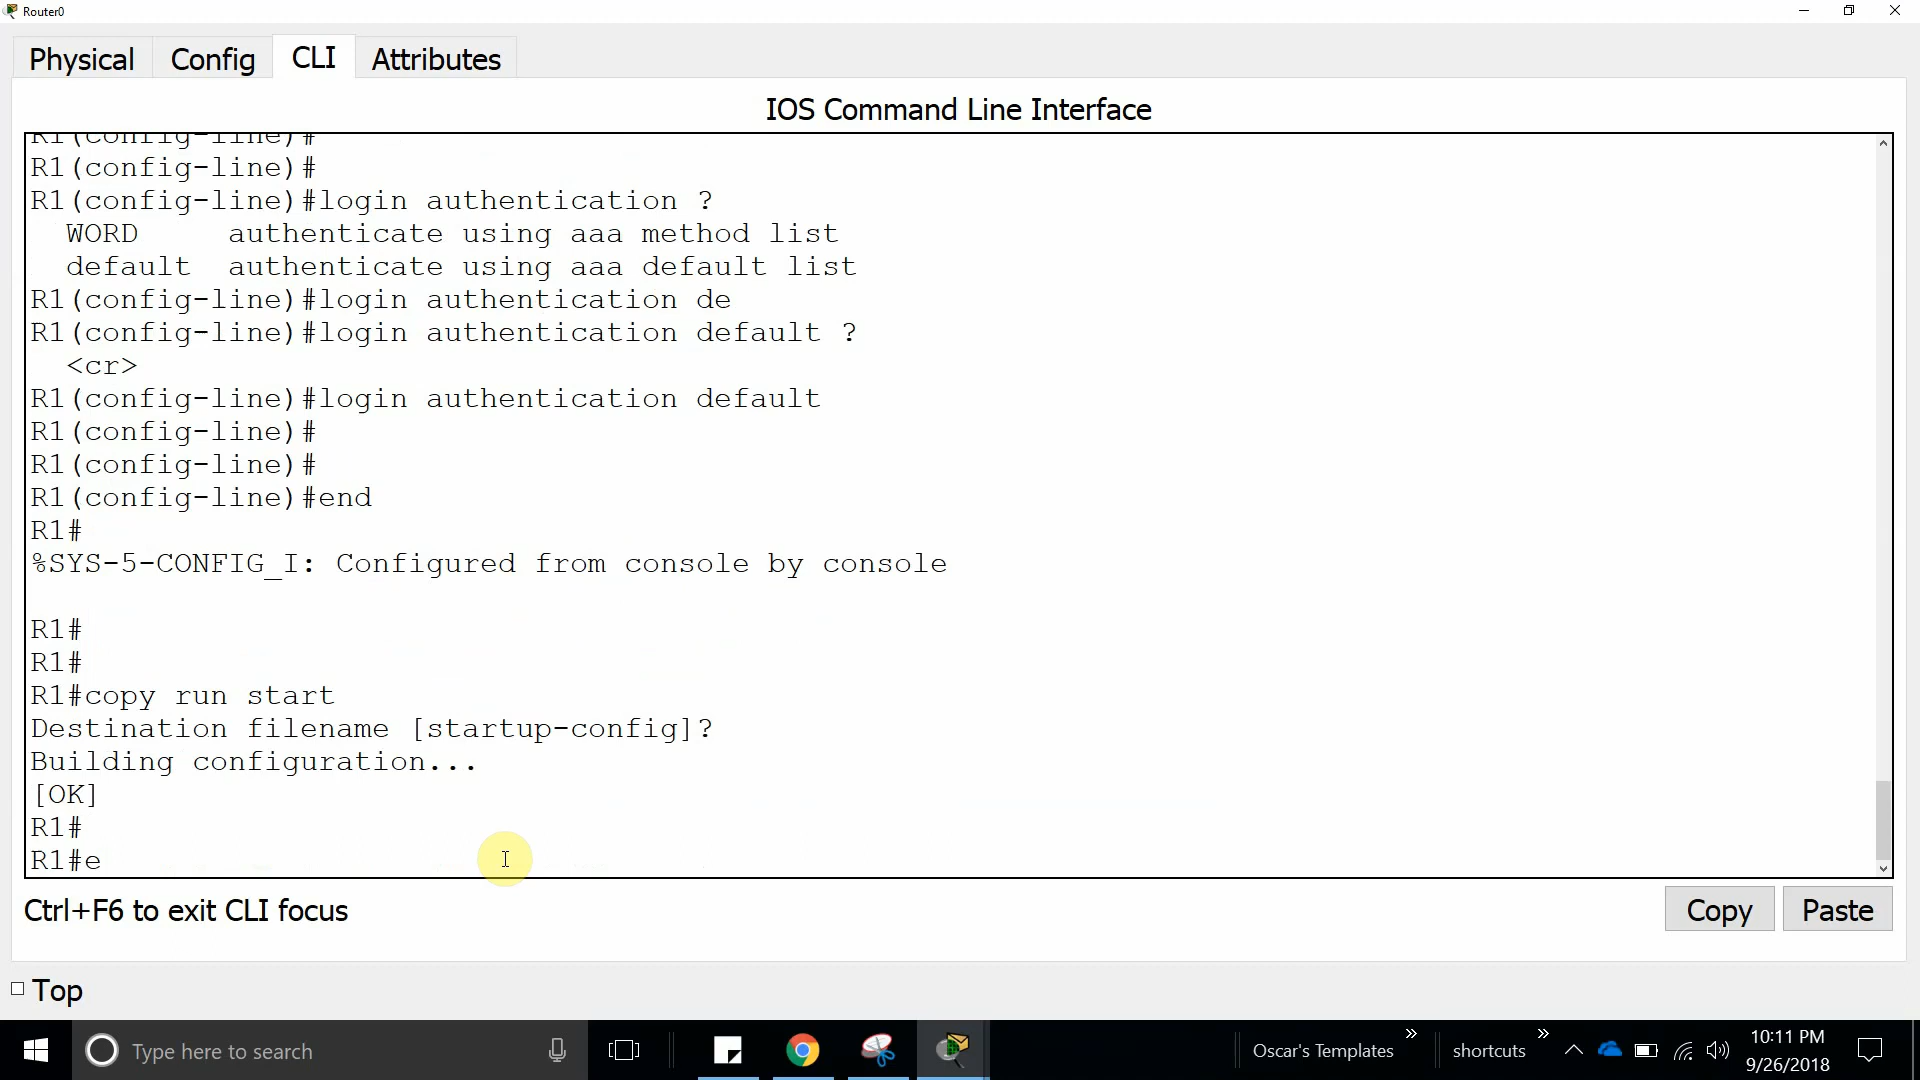 Router0
Physical Config CLI Attributes
IOS Command Line Interface
R1(config-line)#
R1(config-line)#
R1(config-line)#login authentication ?
WORD authenticate using aaa method list
default authenticate using aaa default list
R1(config-line)#login authentication de
R1(config-line)#login authentication default ?
<cr>
R1(config-line)#login authentication default
R1(config-line)#
R1(config-line)#
R1(config-line)#end
R1#
%SYS-5-CONFIG_I: Configured from console by console
R1#
R1#
R1#copy run start
Destination filename [startup-config]?
Building configuration...
[OK]
R1#
R1#e
Ctrl+F6 to exit CLI focus
Copy Paste
Top
Type here to search
Oscar's Templates » shortcuts »
10:11 PM
9/26/2018